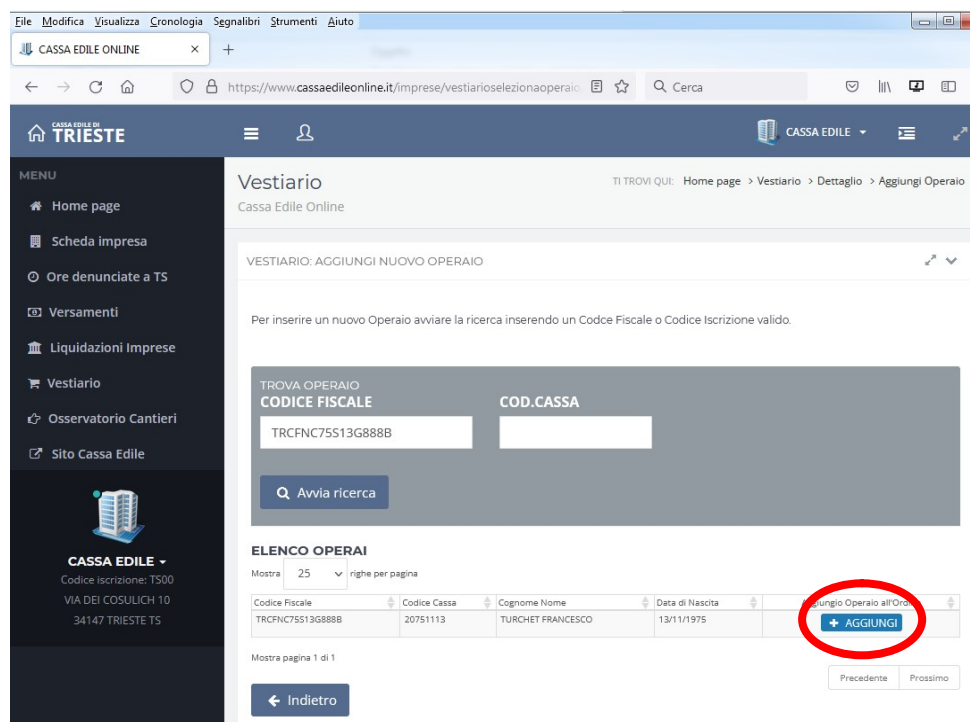 File Modifica Visualizza Cronologia Segnalibri Strumenti Aiuto
CASSA EDILE ONLINE
https://www.cassaedileonline.it/imprese/vestiarioselezionaoperaio
Cerca
CASSA EDILE DI
TRIESTE
CASSA EDILE
MENU
Home page
Scheda impresa
Ore denunciate a TS
Versamenti
Liquidazioni Imprese
Vestiario
Osservatorio Cantieri
Sito Cassa Edile
CASSA EDILE
Codice iscrizione: TS00
VIA DEI COSULICH 10
34147 TRIESTE TS
Vestiario
Cassa Edile Online
TI TROVI QUI: Home page > Vestiario > Dettaglio > Aggiungi Operaio
VESTIARIO: AGGIUNGI NUOVO OPERAIO
Per inserire un nuovo Operaio avviare la ricerca inserendo un Codce Fiscale o Codice Iscrizione valido.
TROVA OPERAIO
CODICE FISCALE COD.CASSA
TRCFNC75S13G888B
Avvia ricerca
ELENCO OPERAI
Mostra 25 righe per pagina
Codice Fiscale Codice Cassa Cognome Nome Data di Nascita Aggiungio Operaio all'Ordine
TRCFNC75S13G888B 20751113 TURCHET FRANCESCO 13/11/1975 + AGGIUNGI
Mostra pagina 1 di 1
Precedente Prossimo
Indietro